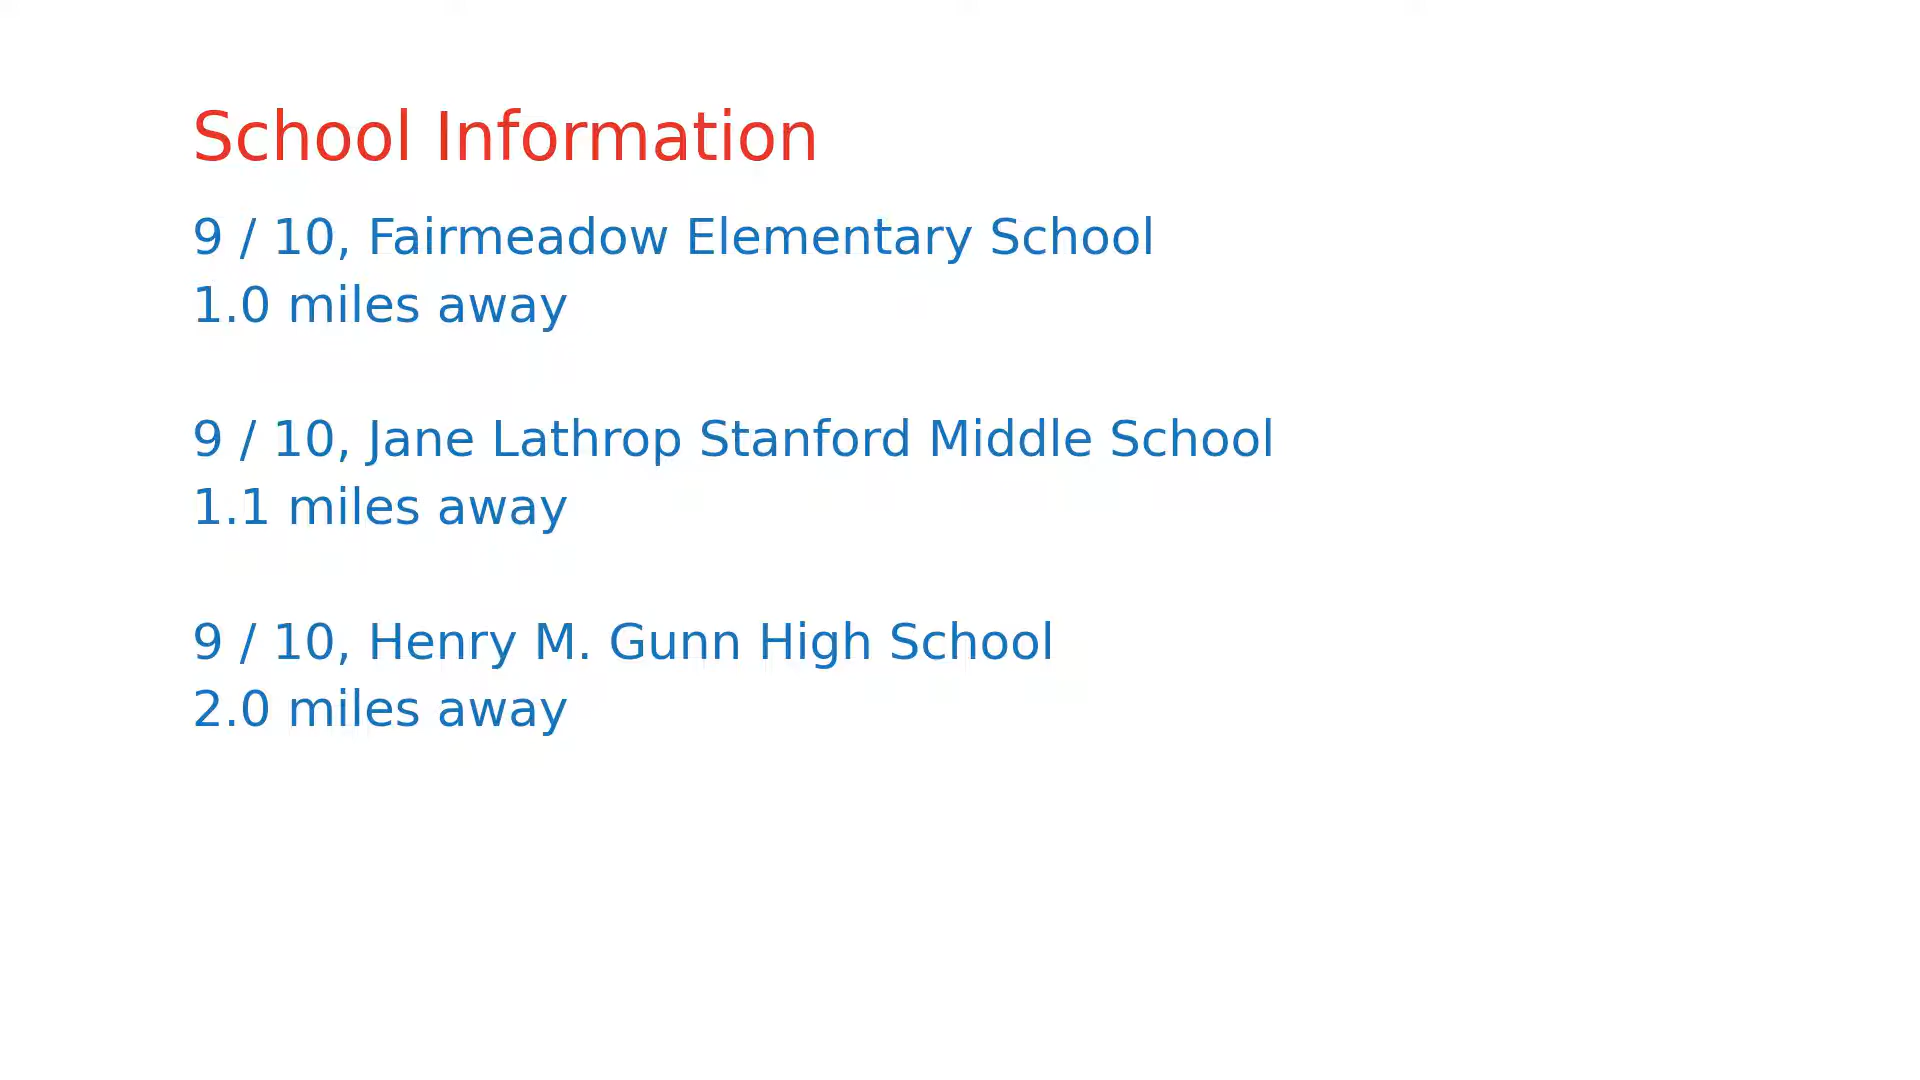 School Information
9 / 10, Fairmeadow Elementary School
1.0 miles away
9 / 10, Jane Lathrop Stanford Middle School
1.1 miles away
9 / 10, Henry M. Gunn High School
2.0 miles away